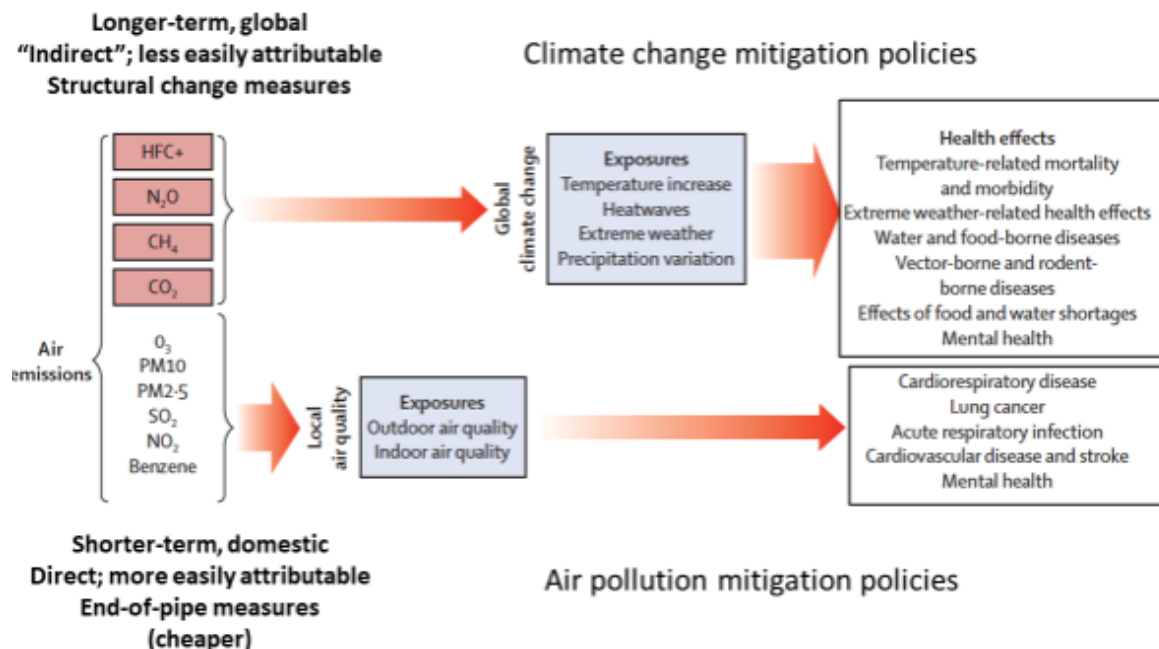 Longer-term, global
“Indirect”; less easily attributable
Structural change measures
Climate change mitigation policies
HFC+
N₂O
CH₄
CO₂
Air
emissions
O₃
PM10
PM2·5
SO₂
NO₂
Benzene
Global
climate change
Exposures
Temperature increase
Heatwaves
Extreme weather
Precipitation variation
Health effects
Temperature-related mortality
and morbidity
Extreme weather-related health effects
Water and food-borne diseases
Vector-borne and rodent-
borne diseases
Effects of food and water shortages
Mental health
Local
air quality
Exposures
Outdoor air quality
Indoor air quality
Cardiorespiratory disease
Lung cancer
Acute respiratory infection
Cardiovascular disease and stroke
Mental health
Shorter-term, domestic
Direct; more easily attributable
End-of-pipe measures
(cheaper)
Air pollution mitigation policies